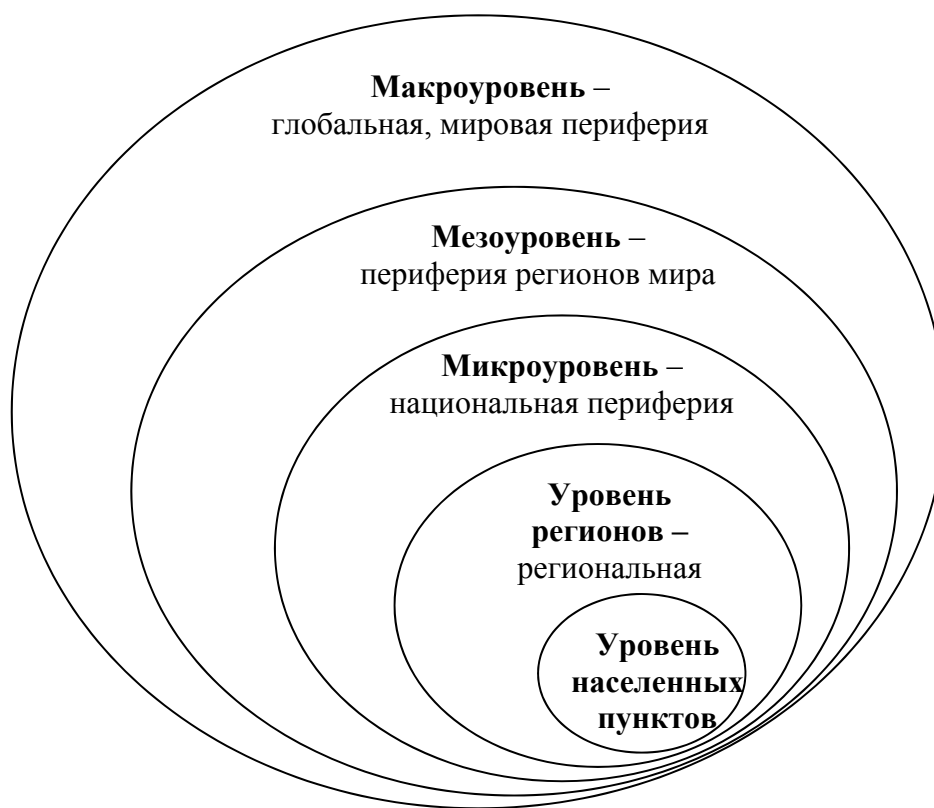 Макроуровень –
глобальная, мировая периферия
Мезоуровень –
периферия регионов мира
Микроуровень –
национальная периферия
Уровень
регионов –
региональная
Уровень
населенных
пунктов